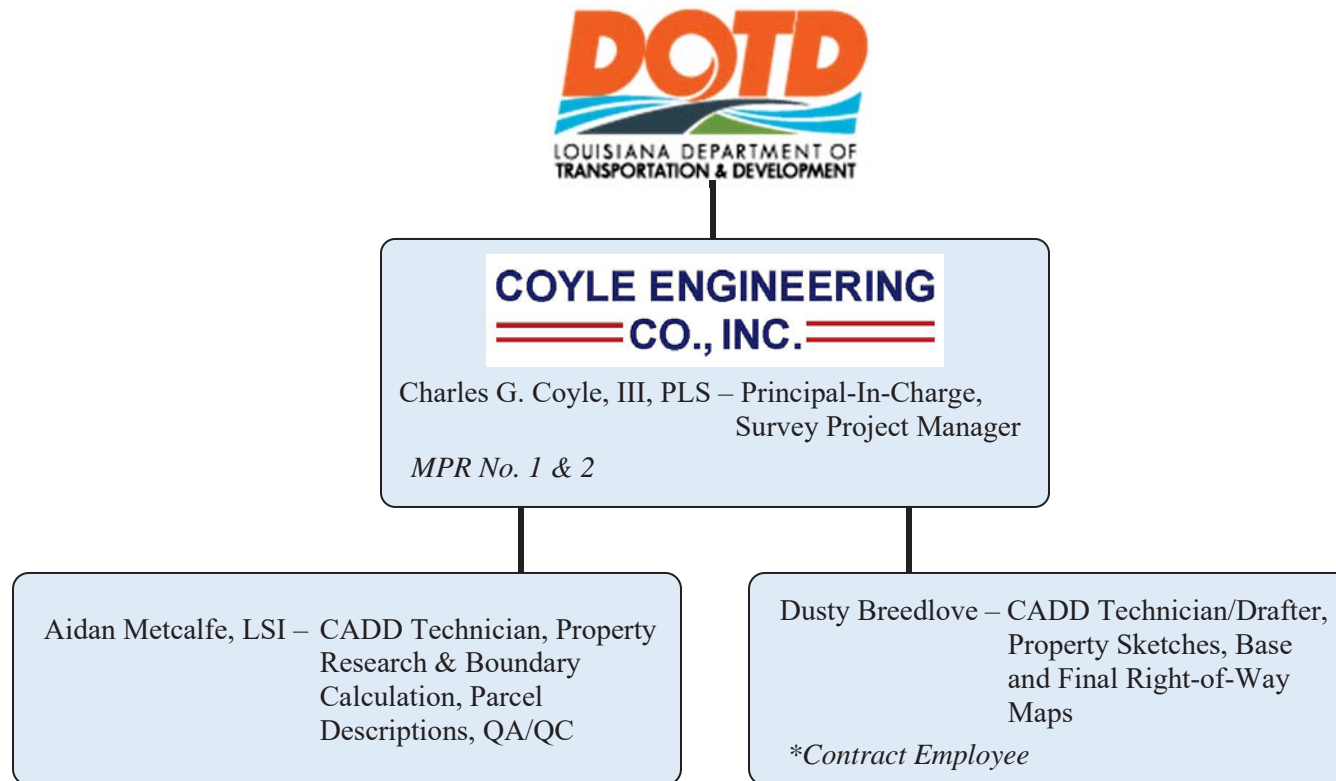 DOTD
LOUISIANA DEPARTMENT OF
TRANSPORTATION & DEVELOPMENT
COYLE ENGINEERING
CO., INC.
Charles G. Coyle, III, PLS – Principal-In-Charge,
Survey Project Manager
MPR No. 1 & 2
Aidan Metcalfe, LSI – CADD Technician, Property
Research & Boundary
Calculation, Parcel
Descriptions, QA/QC
Dusty Breedlove – CADD Technician/Drafter,
Property Sketches, Base
and Final Right-of-Way
Maps
*Contract Employee